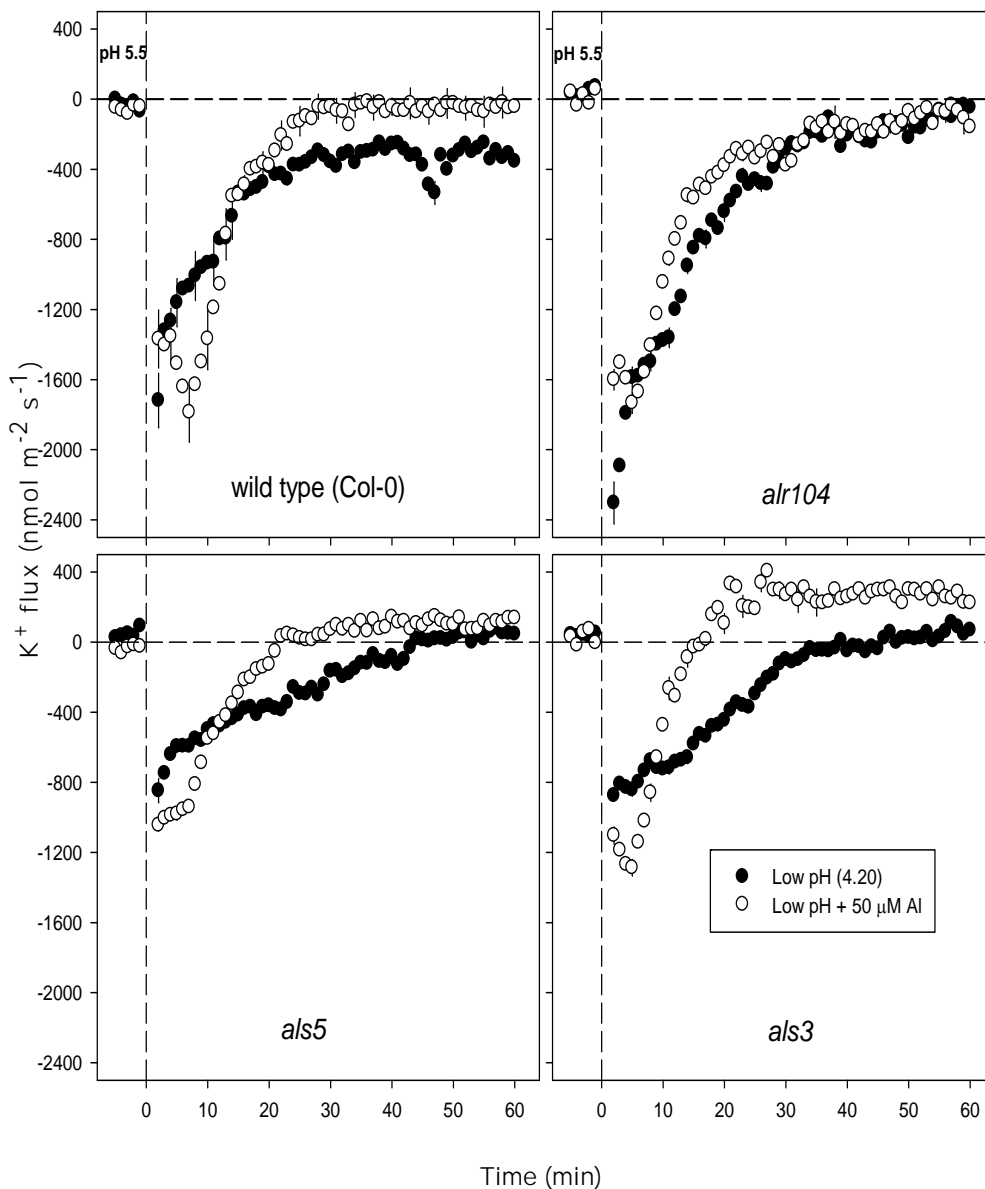 400
0
-400
-800
-1200
-1600
-2000
-2400
pH 5.5
wild type (Col-0)
pH 5.5
alr104
K+ flux (nmol m-2 s-1)
400
0
-400
-800
-1200
-1600
-2000
-2400
als5
Low pH (4.20)
Low pH + 50 μM Al
als3
0 10 20 30 40 50 60
0 10 20 30 40 50 60
Time (min)